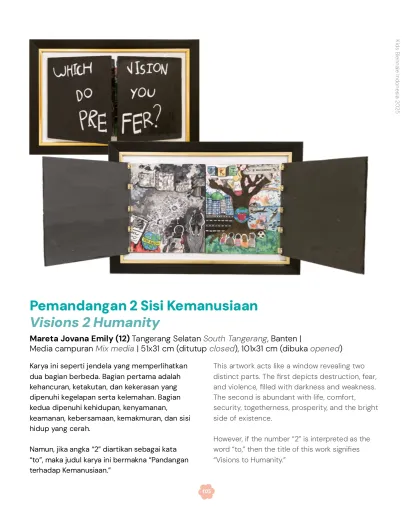 Kids Biennale Indonesia 2025
WHICH VISION
DO YOU
PREFER?
Pemandangan 2 Sisi Kemanusiaan
Visions 2 Humanity
Mareta Jovana Emily (12) Tangerang Selatan South Tangerang, Banten |
Media campuran Mix media | 51x31 cm (ditutup closed), 101x31 cm (dibuka opened)
Karya ini seperti jendela yang memperlihatkan
dua bagian berbeda. Bagian pertama adalah
kehancuran, ketakutan, dan kekerasan yang
dipenuhi kegelapan serta kelemahan. Bagian
kedua dipenuhi kehidupan, kenyamanan,
keamanan, kebersamaan, kemakmuran, dan sisi
hidup yang cerah.
Namun, jika angka “2” diartikan sebagai kata
“to”, maka judul karya ini bermakna “Pandangan
terhadap Kemanusiaan.”
This artwork acts like a window revealing two
distinct parts. The first depicts destruction, fear,
and violence, filled with darkness and weakness.
The second is abundant with life, comfort,
security, togetherness, prosperity, and the bright
side of existence.
However, if the number “2” is interpreted as the
word “to,” then the title of this work signifies
“Visions to Humanity.”